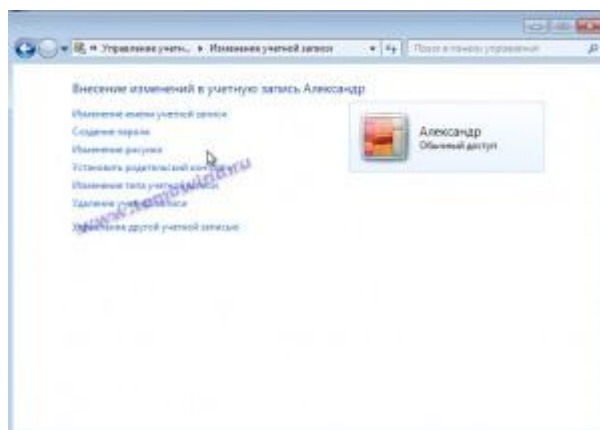 Управление учетн... Изменение учетной записи Поиск в панели управления
Внесение изменений в учетную запись Александр
Изменение имени учетной записи
Создание пароля
Изменение рисунка
Установить родительский контроль
Изменение типа учетной записи
Удаление учетной записи
Управление другой учетной записью
Александр
Обычный доступ